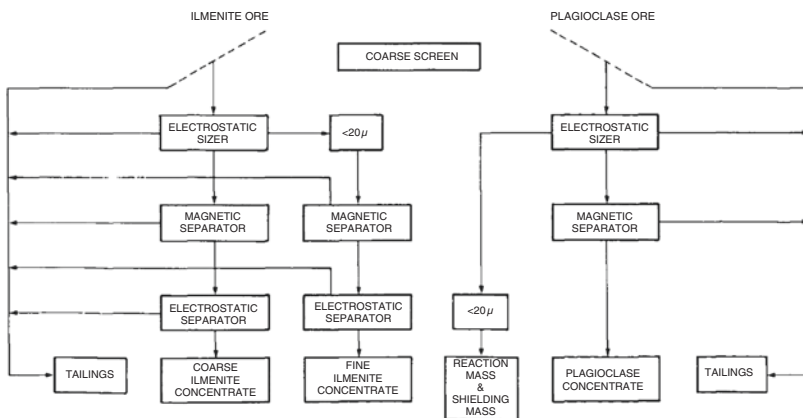 ILMENITE ORE
PLAGIOCLASE ORE
COARSE SCREEN
ELECTROSTATIC
SIZER
<20μ
ELECTROSTATIC
SIZER
MAGNETIC
SEPARATOR
MAGNETIC
SEPARATOR
MAGNETIC
SEPARATOR
ELECTROSTATIC
SEPARATOR
ELECTROSTATIC
SEPARATOR
<20μ
TAILINGS
COARSE
ILMENITE
CONCENTRATE
FINE
ILMENITE
CONCENTRATE
REACTION
MASS
&
SHIELDING
MASS
PLAGIOCLASE
CONCENTRATE
TAILINGS